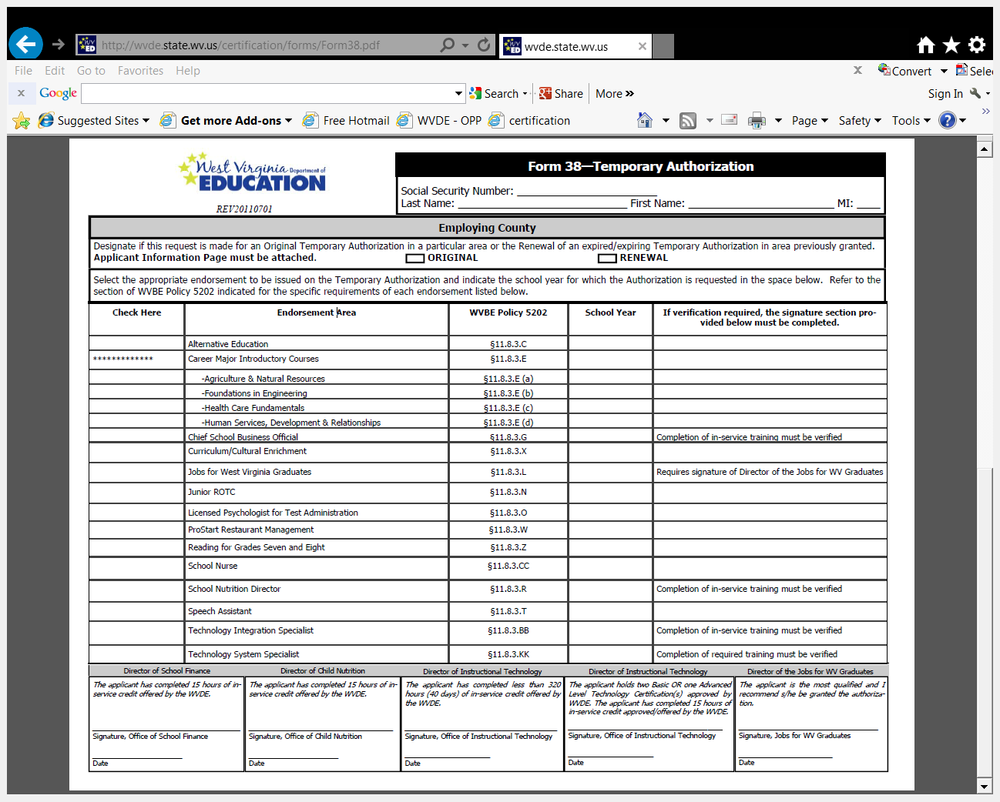 http://wvde.state.wv.us/certification/forms/Form38.pdf
wvde.state.wv.us
File Edit Go to Favorites Help
x Convert
x Google Search Share More » Sign In
Suggested Sites Get more Add-ons Free Hotmail WVDE - OPP certification Page Safety Tools
West Virginia Department of
EDUCATION
REV20110701
Form 38—Temporary Authorization
Social Security Number: ____
Last Name: ____ First Name: ____ MI: ____
Employing County
Designate if this request is made for an Original Temporary Authorization in a particular area or the Renewal of an expired/expiring Temporary Authorization in area previously granted.
Applicant Information Page must be attached. ORIGINAL RENEWAL
Select the appropriate endorsement to be issued on the Temporary Authorization and indicate the school year for which the Authorization is requested in the space below. Refer to the
section of WVBE Policy 5202 indicated for the specific requirements of each endorsement listed below.
Check Here Endorsement Area WVBE Policy 5202 School Year If verification required, the signature section pro-
vided below must be completed.
Alternative Education §11.8.3.C
************* Career Major Introductory Courses §11.8.3.E
-Agriculture & Natural Resources §11.8.3.E (a)
-Foundations in Engineering §11.8.3.E (b)
-Health Care Fundamentals §11.8.3.E (c)
-Human Services, Development & Relationships §11.8.3.E (d)
Chief School Business Official §11.8.3.G Completion of in-service training must be verified
Curriculum/Cultural Enrichment §11.8.3.X
Jobs for West Virginia Graduates §11.8.3.L Requires signature of Director of the Jobs for WV Graduates
Junior ROTC §11.8.3.N
Licensed Psychologist for Test Administration §11.8.3.O
ProStart Restaurant Management §11.8.3.W
Reading for Grades Seven and Eight §11.8.3.Z
School Nurse §11.8.3.CC
School Nutrition Director §11.8.3.R Completion of in-service training must be verified
Speech Assistant §11.8.3.T
Technology Integration Specialist §11.8.3.BB Completion of in-service training must be verified
Technology System Specialist §11.8.3.KK Completion of required training must be verified
Director of School Finance
The applicant has completed 15 hours of in-
service credit offered by the WVDE.
Signature, Office of School Finance
Date
Director of Child Nutrition
The applicant has completed 15 hours of in-
service credit offered by the WVDE.
Signature, Office of Child Nutrition
Date
Director of Instructional Technology
The applicant has completed less than 320
hours (40 days) of in-service credit offered by
the WVDE.
Signature, Office of Instructional Technology
Date
Director of Instructional Technology
The applicant holds two Basic OR one Advanced
Level Technology Certification(s) approved by
WVDE. The applicant has completed 15 hours of
in-service credit approved/offered by the WVDE.
Signature, Office of Instructional Technology
Date
Director of the Jobs for WV Graduates
The applicant is the most qualified and I
recommend s/he be granted the authoriza-
tion.
Signature, Jobs for WV Graduates
Date